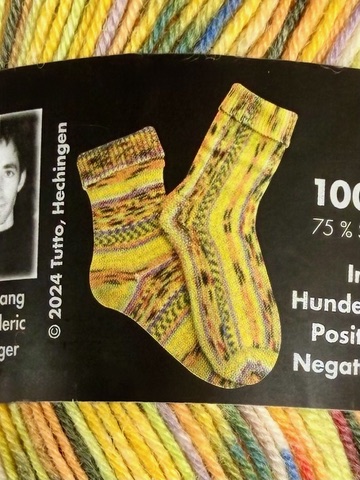 ang
deric
ger
© 2024 Tutto, Hechingen
100
75 %
In
Hunde
Posit
Negat